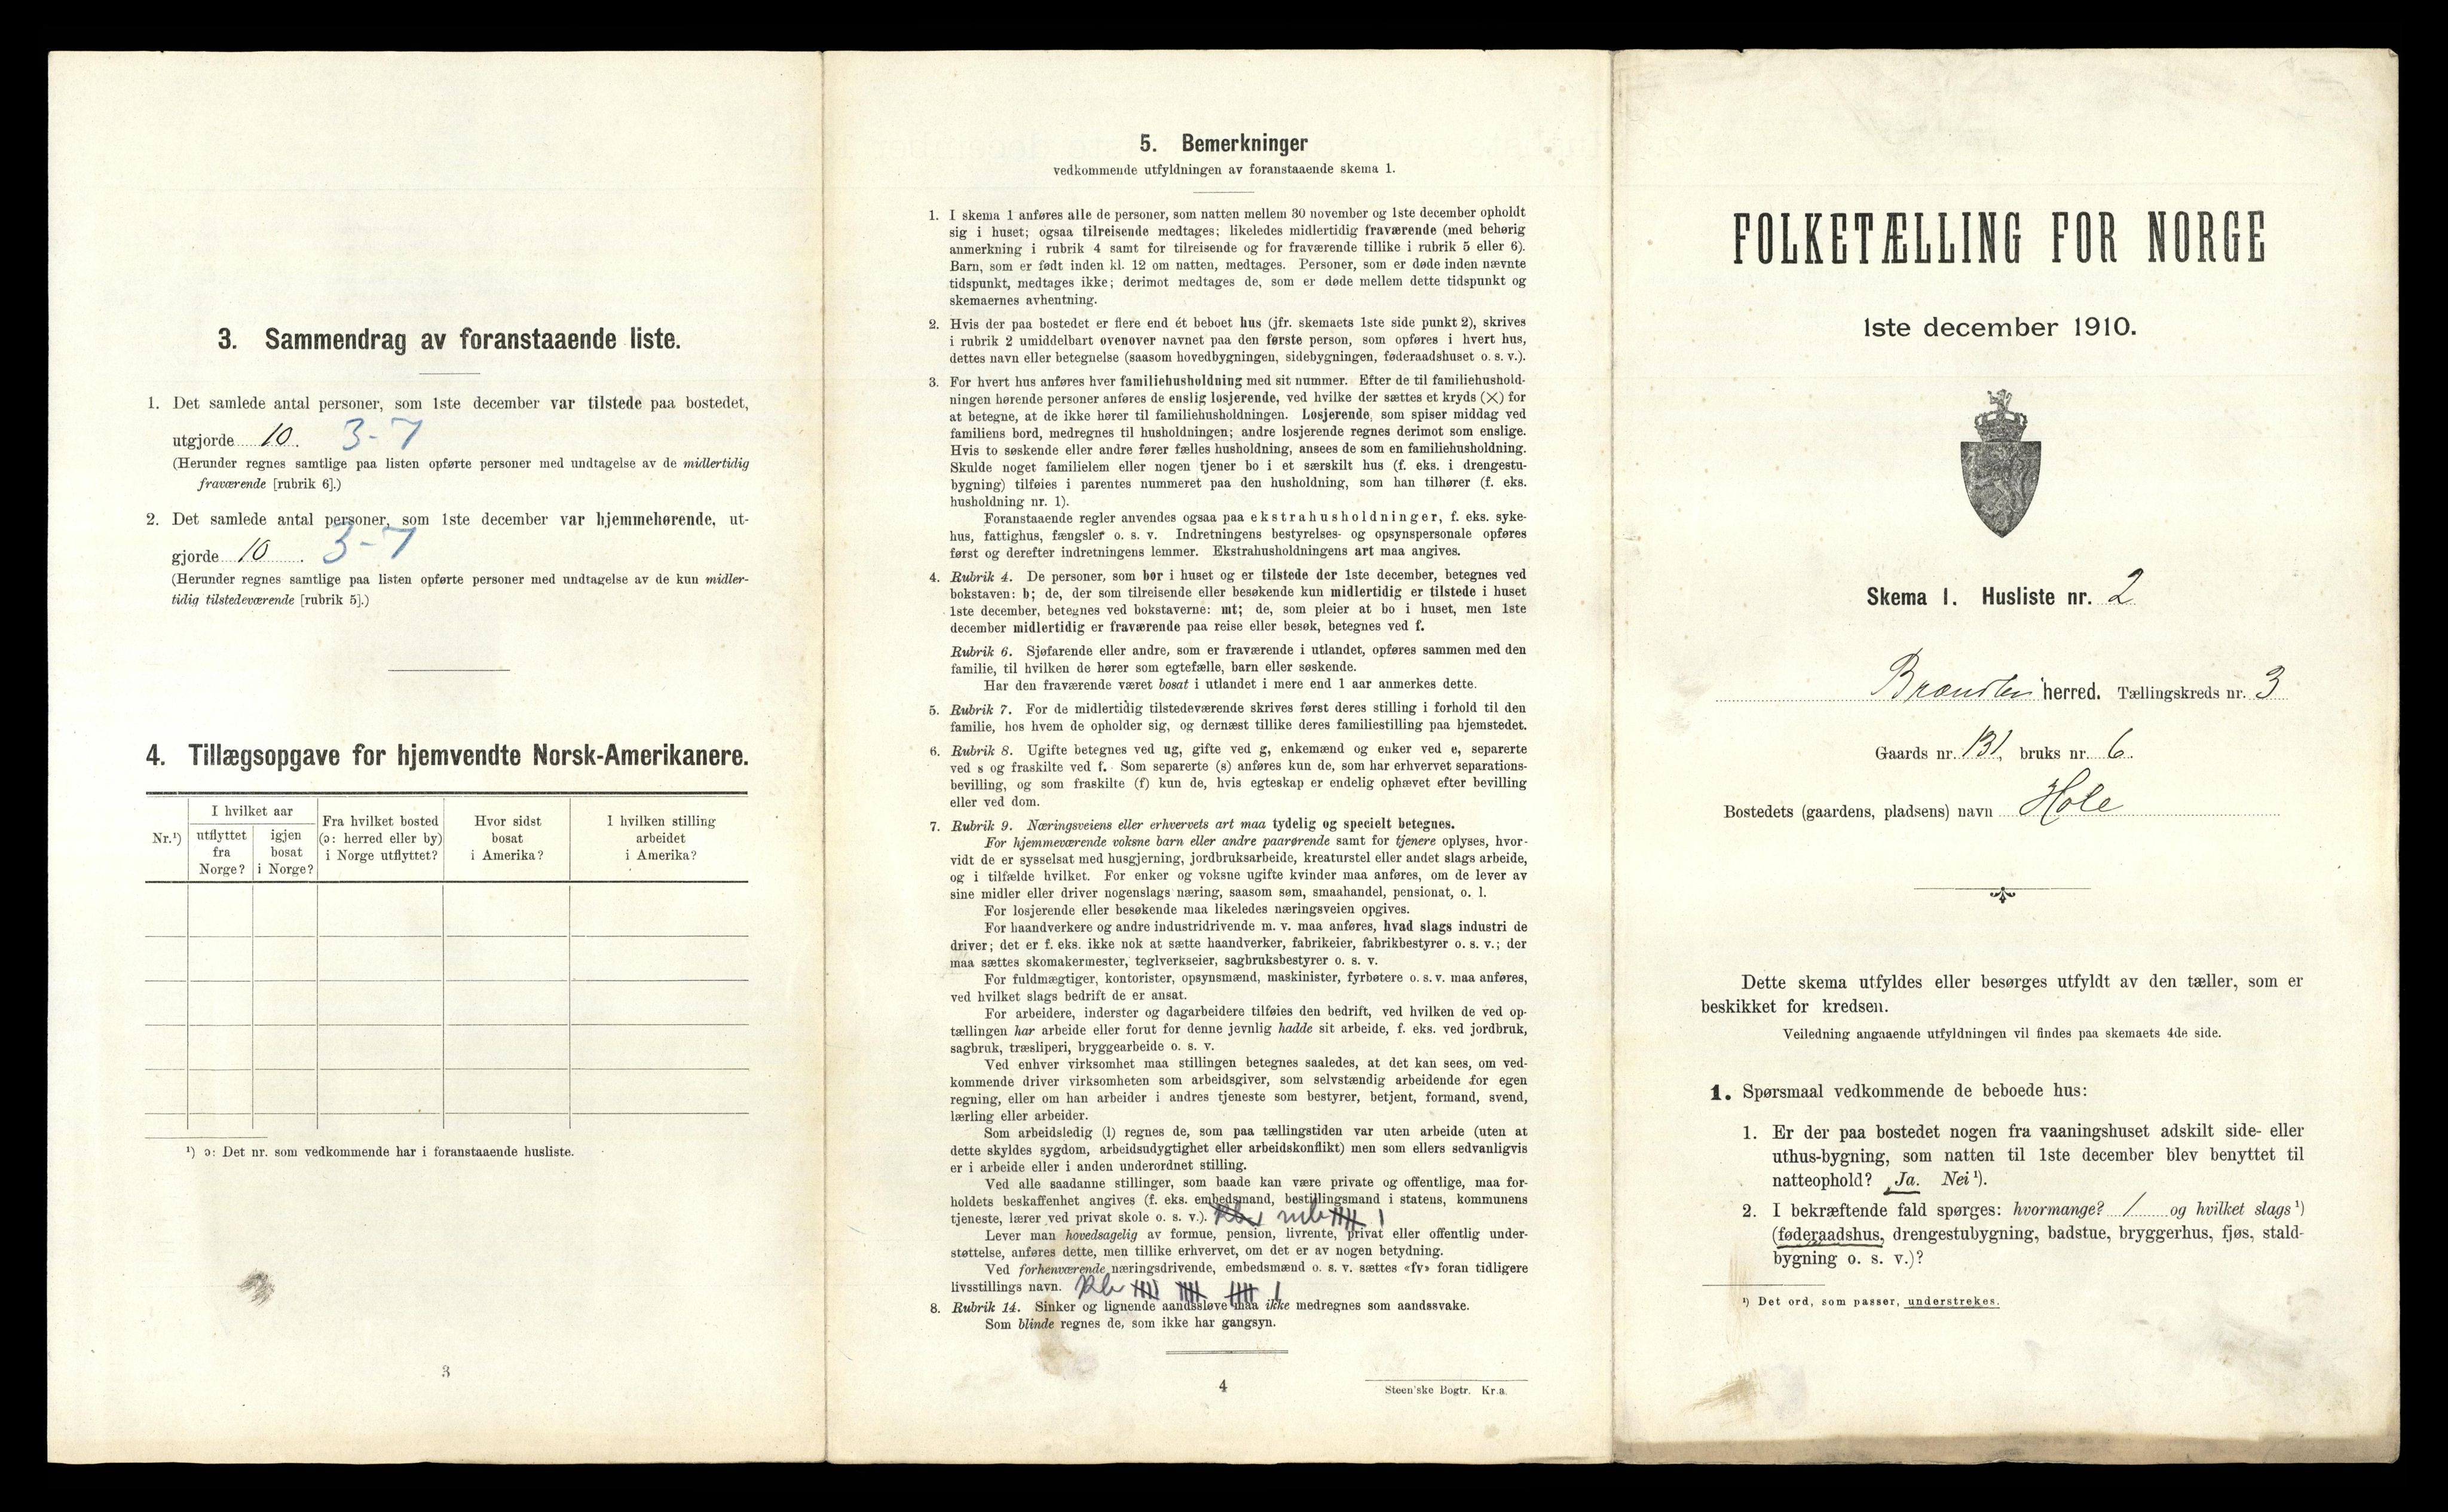 3. Sammendrag av foranstaaende liste.
1. Det samlede antal personer, som 1ste december var tilstede paa bostedet,
utgjorde 10. 3-7
(Herunder regnes samtlige paa listen opførte personer med undtagelse av de midlertidig
fraværende [rubrik 6].)
2. Det samlede antal personer, som 1ste december var hjemmehørende, ut-
gjorde 10. 3-7
(Herunder regnes samtlige paa listen opførte personer med undtagelse av de kun midler-
tidig tilstedeværende [rubrik 5].)
4. Tillægsopgave for hjemvendte Norsk-Amerikanere.
Nr.¹)
I hvilket aar
utflyttet
fra
Norge?
igjen
bosat
i Norge?
Fra hvilket bosted
(ɔ: herred eller by)
i Norge utflyttet?
Hvor sidst
bosat
i Amerika?
I hvilken stilling
arbeidet
i Amerika?
¹) ɔ: Det nr. som vedkommende har i foranstaaende husliste.
3
5. Bemerkninger
vedkommende utfyldningen av foranstaaende skema 1.
1. I skema 1 anføres alle de personer, som natten mellem 30 november og 1ste december opholdt
sig i huset; ogsaa tilreisende medtages; likeledes midlertidig fraværende (med behørig
anmerkning i rubrik 4 samt for tilreisende og for fraværende tillike i rubrik 5 eller 6).
Barn, som er født inden kl. 12 om natten, medtages. Personer, som er døde inden nævnte
tidspunkt, medtages ikke; derimot medtages de, som er døde mellem dette tidspunkt og
skemaernes avhentning.
2. Hvis der paa bostedet er flere end ét beboet hus (jfr. skemaets 1ste side punkt 2), skrives
i rubrik 2 umiddelbart ovenover navnet paa den første person, som opføres i hvert hus,
dettes navn eller betegnelse (saasom hovedbygningen, sidebygningen, føderaadshuset o. s. v.).
3. For hvert hus anføres hver familiehusholdning med sit nummer. Efter de til familiehushold-
ningen hørende personer anføres de enslig losjerende, ved hvilke der sættes et kryds (×) for
at betegne, at de ikke hører til familiehusholdningen. Losjerende, som spiser middag ved
familiens bord, medregnes til husholdningen; andre losjerende regnes derimot som enslige.
Hvis to søskende eller andre fører fælles husholdning, ansees de som en familiehusholdning.
Skulde noget familielem eller nogen tjener bo i et særskilt hus (f. eks. i drengestu-
bygning) tilføies i parentes nummeret paa den husholdning, som han tilhører (f. eks.
husholdning nr. 1).
Foranstaaende regler anvendes ogsaa paa ekstrahusholdninger, f. eks. syke-
hus, fattighus, fængsler o. s. v. Indretningens bestyrelses- og opsynspersonale opføres
først og derefter indretningens lemmer. Ekstrahusholdningens art maa angives.
4. Rubrik 4. De personer, som bor i huset og er tilstede der 1ste december, betegnes ved
bokstaven: b; de, der som tilreisende eller besøkende kun midlertidig er tilstede i huset
1ste december, betegnes ved bokstaverne: mt; de, som pleier at bo i huset, men 1ste
december midlertidig er fraværende paa reise eller besøk, betegnes ved f.
Rubrik 6. Sjøfarende eller andre, som er fraværende i utlandet, opføres sammen med den
familie, til hvilken de hører som egtefælle, barn eller søskende.
Har den fraværende været bosat i utlandet i mere end 1 aar anmerkes dette.
5. Rubrik 7. For de midlertidig tilstedeværende skrives først deres stilling i forhold til den
familie, hos hvem de opholder sig, og dernæst tillike deres familiestilling paa hjemstedet.
6. Rubrik 8. Ugifte betegnes ved ug, gifte ved g, enkemænd og enker ved e, separerte
ved s og fraskilte ved f. Som separerte (s) anføres kun de, som har erhvervet separations-
bevilling, og som fraskilte (f) kun de, hvis egteskap er endelig ophævet efter bevilling
eller ved dom.
7. Rubrik 9. Næringsveiens eller erhvervets art maa tydelig og specielt betegnes.
For hjemmeværende voksne barn eller andre paarørende samt for tjenere oplyses, hvor-
vidt de er sysselsat med husgjerning, jordbruksarbeide, kreaturstel eller andet slags arbeide,
og i tilfælde hvilket. For enker og voksne ugifte kvinder maa anføres, om de lever av
sine midler eller driver nogenslags næring, saasom søm, smaahandel, pensionat, o. l.
For losjerende eller besøkende maa likeledes næringsveien opgives.
For haandverkere og andre industridrivende m. v. maa anføres, hvad slags industri de
driver; det er f. eks. ikke nok at sætte haandverker, fabrikeier, fabrikbestyrer o. s. v.; der
maa sættes skomakermester, teglverkseier, sagbruksbestyrer o. s. v.
For fuldmægtiger, kontorister, opsynsmænd, maskinister, fyrbøtere o. s. v. maa anføres,
ved hvilket slags bedrift de er ansat.
For arbeidere, inderster og dagarbeidere tilføies den bedrift, ved hvilken de ved op-
tællingen har arbeide eller forut for denne jevnlig hadde sit arbeide, f. eks. ved jordbruk,
sagbruk, træsliperi, bryggearbeide o. s. v.
Ved enhver virksomhet maa stillingen betegnes saaledes, at det kan sees, om ved-
kommende driver virksomheten som arbeidsgiver, som selvstændig arbeidende for egen
regning, eller om han arbeider i andres tjeneste som bestyrer, betjent, formand, svend,
lærling eller arbeider.
Som arbeidsledig (l) regnes de, som paa tællingstiden var uten arbeide (uten at
dette skyldes sygdom, arbeidsudygtighet eller arbeidskonflikt) men som ellers sedvanligvis
er i arbeide eller i anden underordnet stilling.
Ved alle saadanne stillinger, som baade kan være private og offentlige, maa for-
holdets beskaffenhet angives (f. eks. embedsmand, bestillingsmand i statens, kommunens
tjeneste, lærer ved privat skole o. s. v.).
Lever man hovedsagelig av formue, pension, livrente, privat eller offentlig under-
støttelse, anføres dette, men tillike erhvervet, om det er av nogen betydning.
Ved forhenværende næringsdrivende, embedsmænd o. s. v. sættes «fv» foran tidligere
livsstillings navn.
8. Rubrik 14. Sinker og lignende aandssløve maa ikke medregnes som aandssvake.
Som blinde regnes de, som ikke har gangsyn.
4
Steen'ske Bogtr. Kr.a.
FOLKETÆLLING FOR NORGE
1ste december 1910.
Skema 1. Husliste nr. 2
herred. Tællingskreds nr. 3
Gaards nr. 131, bruks nr. 6.
Bostedets (gaardens, pladsens) navn Hole
Dette skema utfyldes eller besørges utfyldt av den tæller, som er
beskikket for kredsen.
Veiledning angaaende utfyldningen vil findes paa skemaets 4de side.
1. Spørsmaal vedkommende de beboede hus:
1. Er der paa bostedet nogen fra vaaningshuset adskilt side- eller
uthus-bygning, som natten til 1ste december blev benyttet til
natteophold? Ja. Nei ¹).
2. I bekræftende fald spørges: hvormange? 1 og hvilket slags ¹)
(føderaadshus, drengestubygning, badstue, bryggerhus, fjøs, stald-
bygning o. s. v.)?
¹) Det ord, som passer, understrekes.